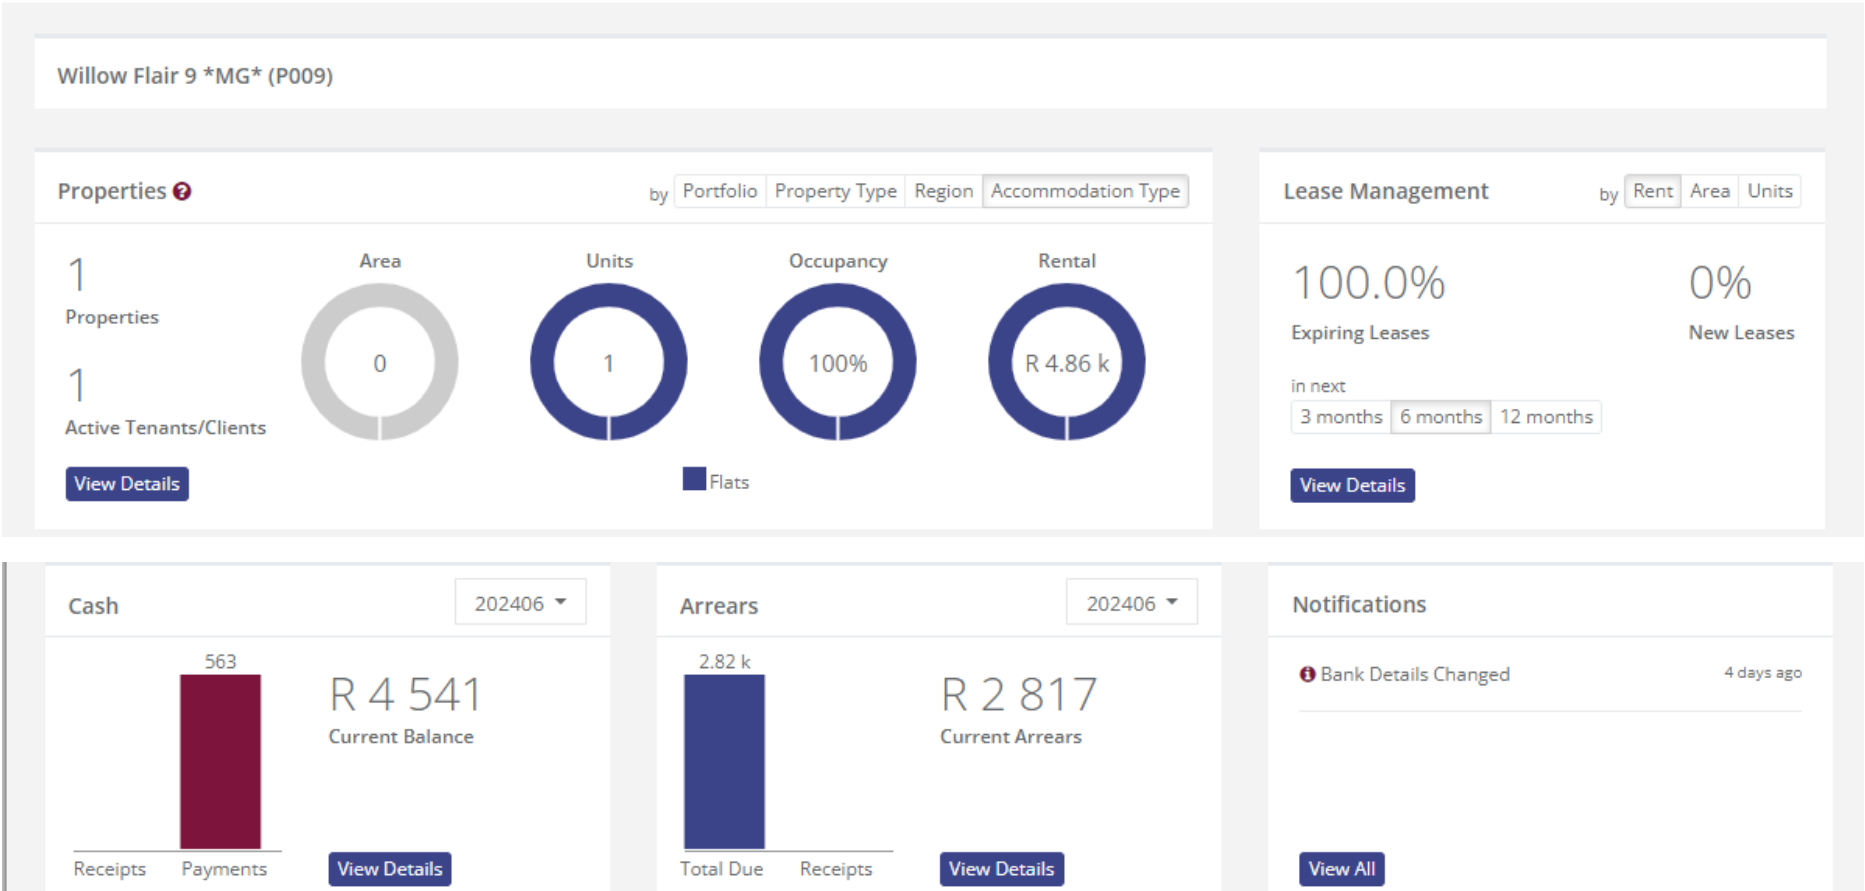 Willow Flair 9 *MG* (P009)
Properties
by Portfolio Property Type Region Accommodation Type
1
Properties
1
Active Tenants/Clients
View Details
Area
0
Units
1
Occupancy
100%
Rental
R 4.86 k
Flats
Lease Management
by Rent Area Units
100.0%
Expiring Leases
0%
New Leases
in next
3 months 6 months 12 months
View Details
Cash
202406
563
Receipts Payments
R 4 541
Current Balance
View Details
Arrears
202406
2.82 k
Total Due Receipts
R 2 817
Current Arrears
View Details
Notifications
Bank Details Changed 4 days ago
View All